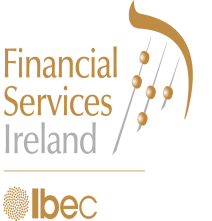 Financial
Services
Ireland
Ibec